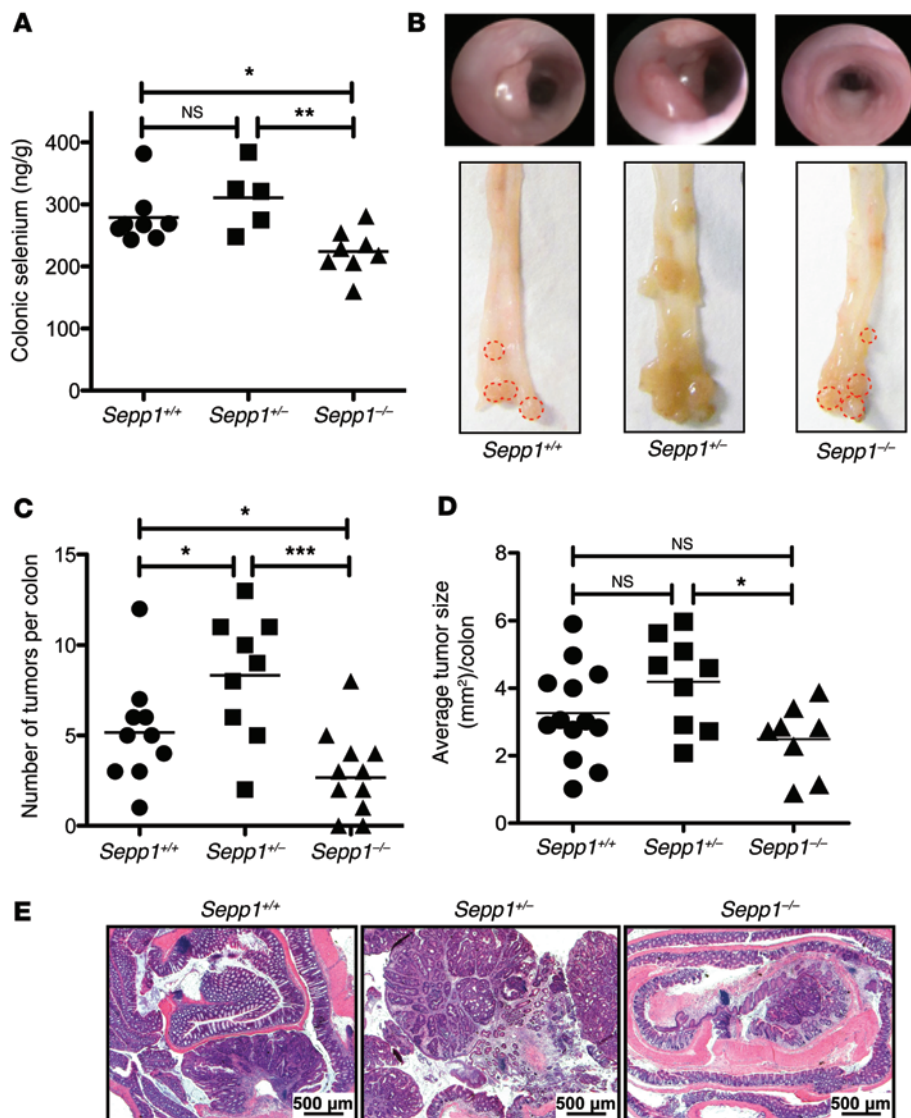 A
*
NS
**
Colonic selenium (ng/g)
400
300
200
100
0
Sepp1+/+
Sepp1+/−
Sepp1−/−
B
Sepp1+/+
Sepp1+/−
Sepp1−/−
C
*
*
***
Number of tumors per colon
15
10
5
0
Sepp1+/+
Sepp1+/−
Sepp1−/−
D
NS
NS
*
Average tumor size
(mm²)/colon
8
6
4
2
0
Sepp1+/+
Sepp1+/−
Sepp1−/−
E
Sepp1+/+
Sepp1+/−
Sepp1−/−
500 μm
500 μm
500 μm